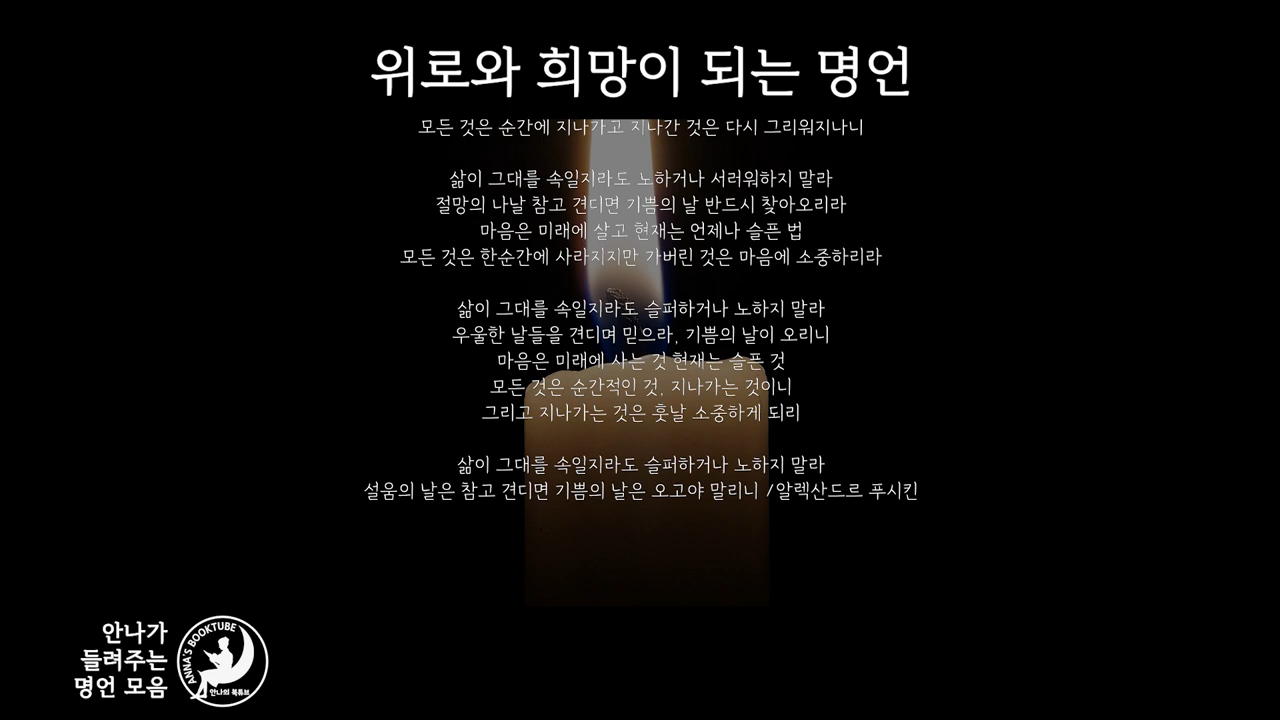 위로와 희망이 되는 명언
모든 것은 순간에 지나가고 지나간 것은 다시 그리워지나니
삶이 그대를 속일지라도 노하거나 서러워하지 말라
절망의 나날 참고 견디면 기쁨의 날 반드시 찾아오리라
마음은 미래에 살고 현재는 언제나 슬픈 법
모든 것은 한순간에 사라지지만 가버린 것은 마음에 소중하리라
삶이 그대를 속일지라도 슬퍼하거나 노하지 말라
우울한 날들을 견디며 믿으라, 기쁨의 날이 오리니
마음은 미래에 사는 것 현재는 슬픈 것
모든 것은 순간적인 것, 지나가는 것이니
그리고 지나가는 것은 훗날 소중하게 되리
삶이 그대를 속일지라도 슬퍼하거나 노하지 말라
설움의 날은 참고 견디면 기쁨의 날은 오고야 말리니 /알렉산드르 푸시킨
안나가
들려주는
명언 모음
ANNA'S BOOKTUBE
안나의 북튜브